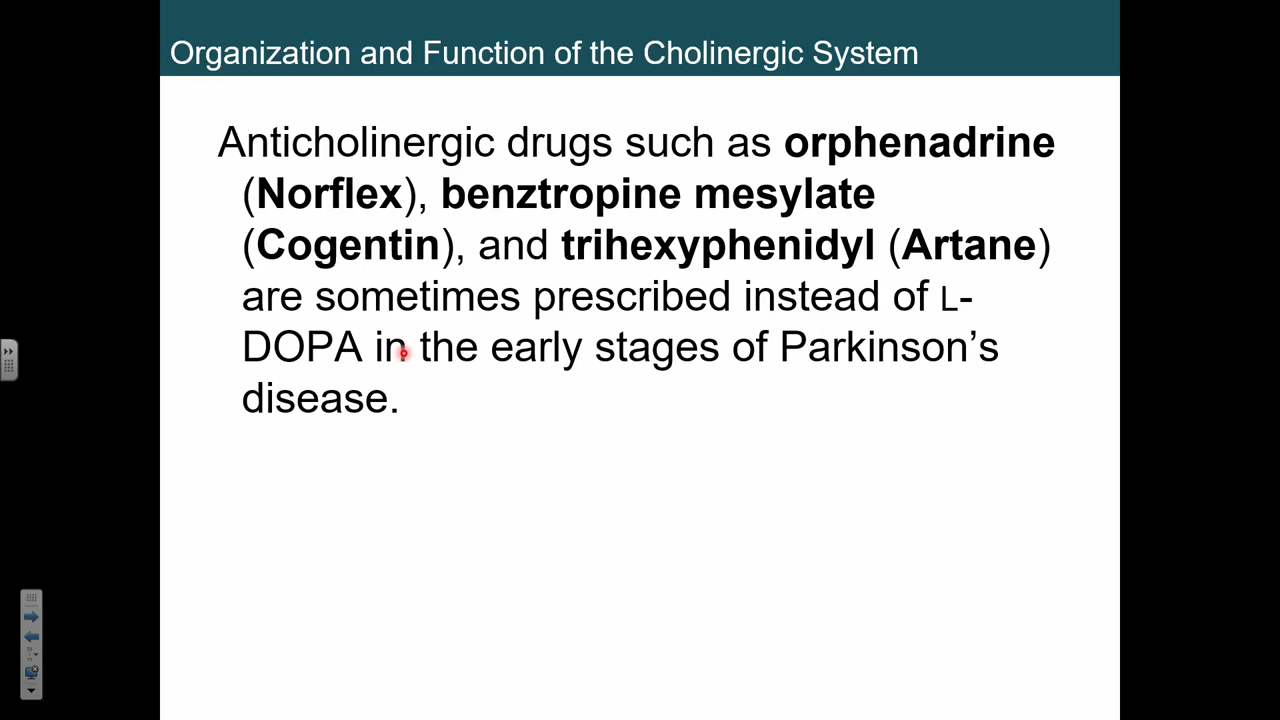 Organization and Function of the Cholinergic System
Anticholinergic drugs such as orphenadrine
(Norflex), benztropine mesylate
(Cogentin), and trihexyphenidyl (Artane)
are sometimes prescribed instead of L-
DOPA in the early stages of Parkinson’s
disease.